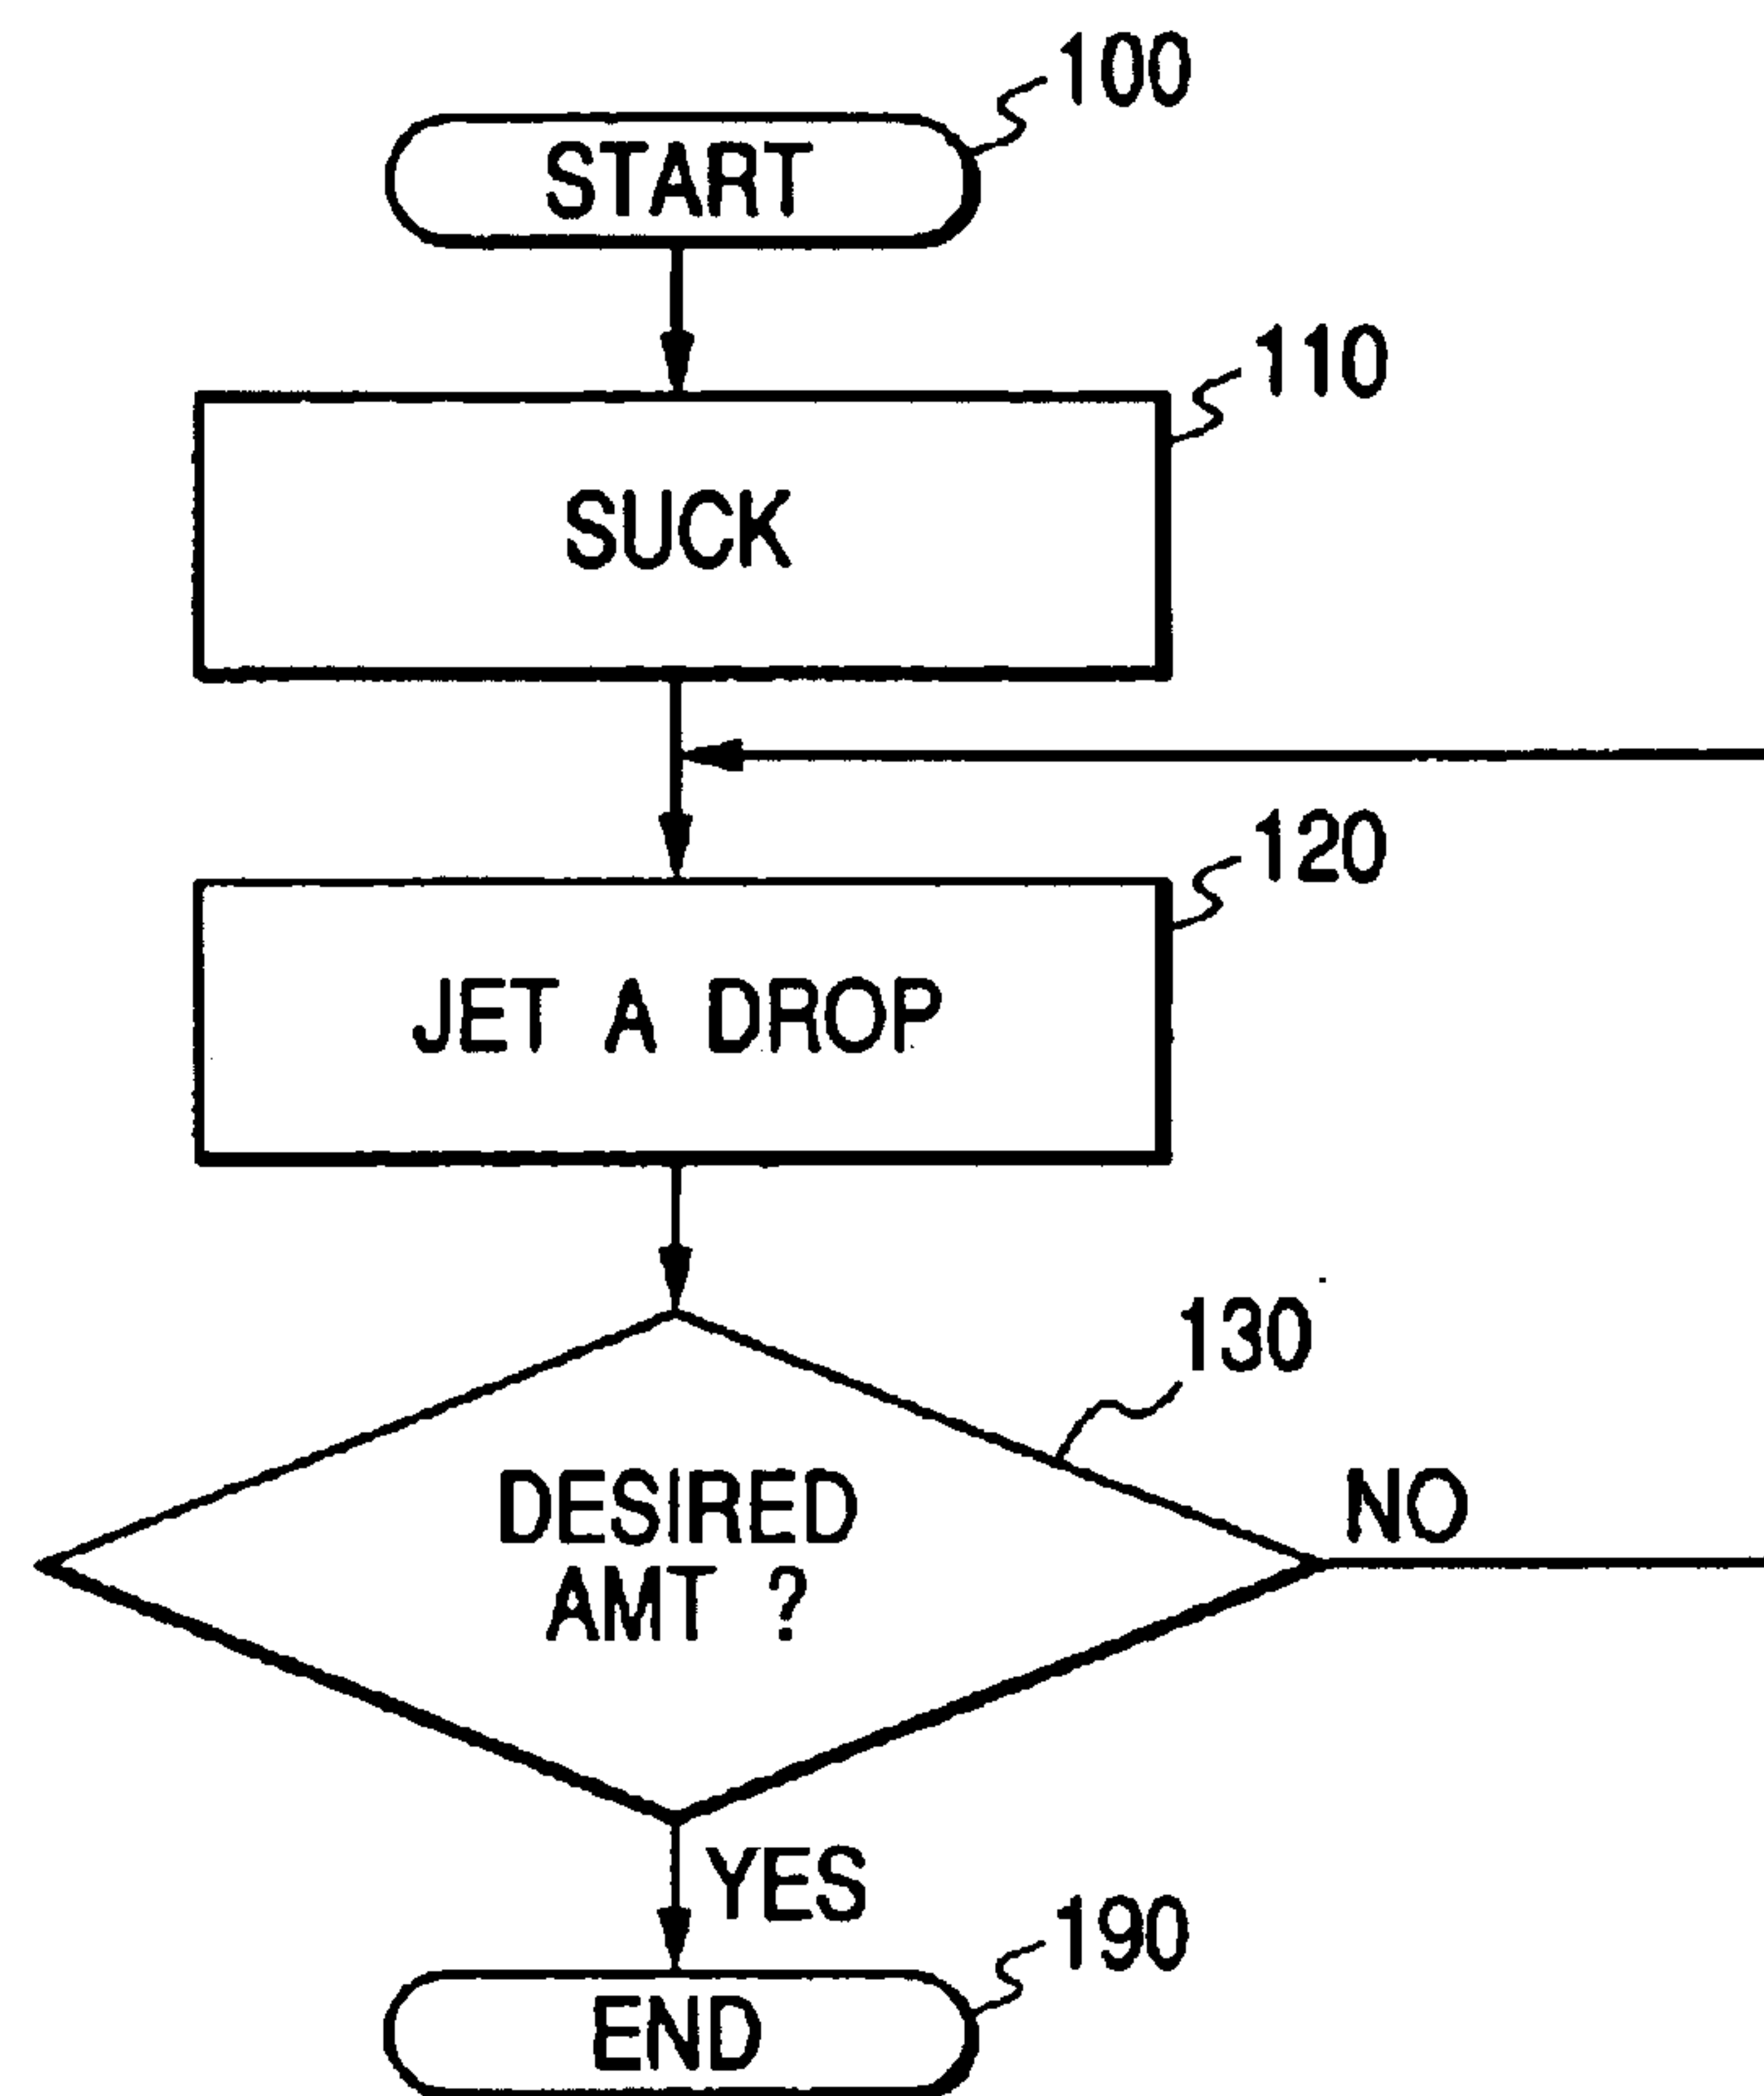 100
START
110
SUCK
120
JET A DROP
130
DESIRED
AMT ?
NO
YES
190
END